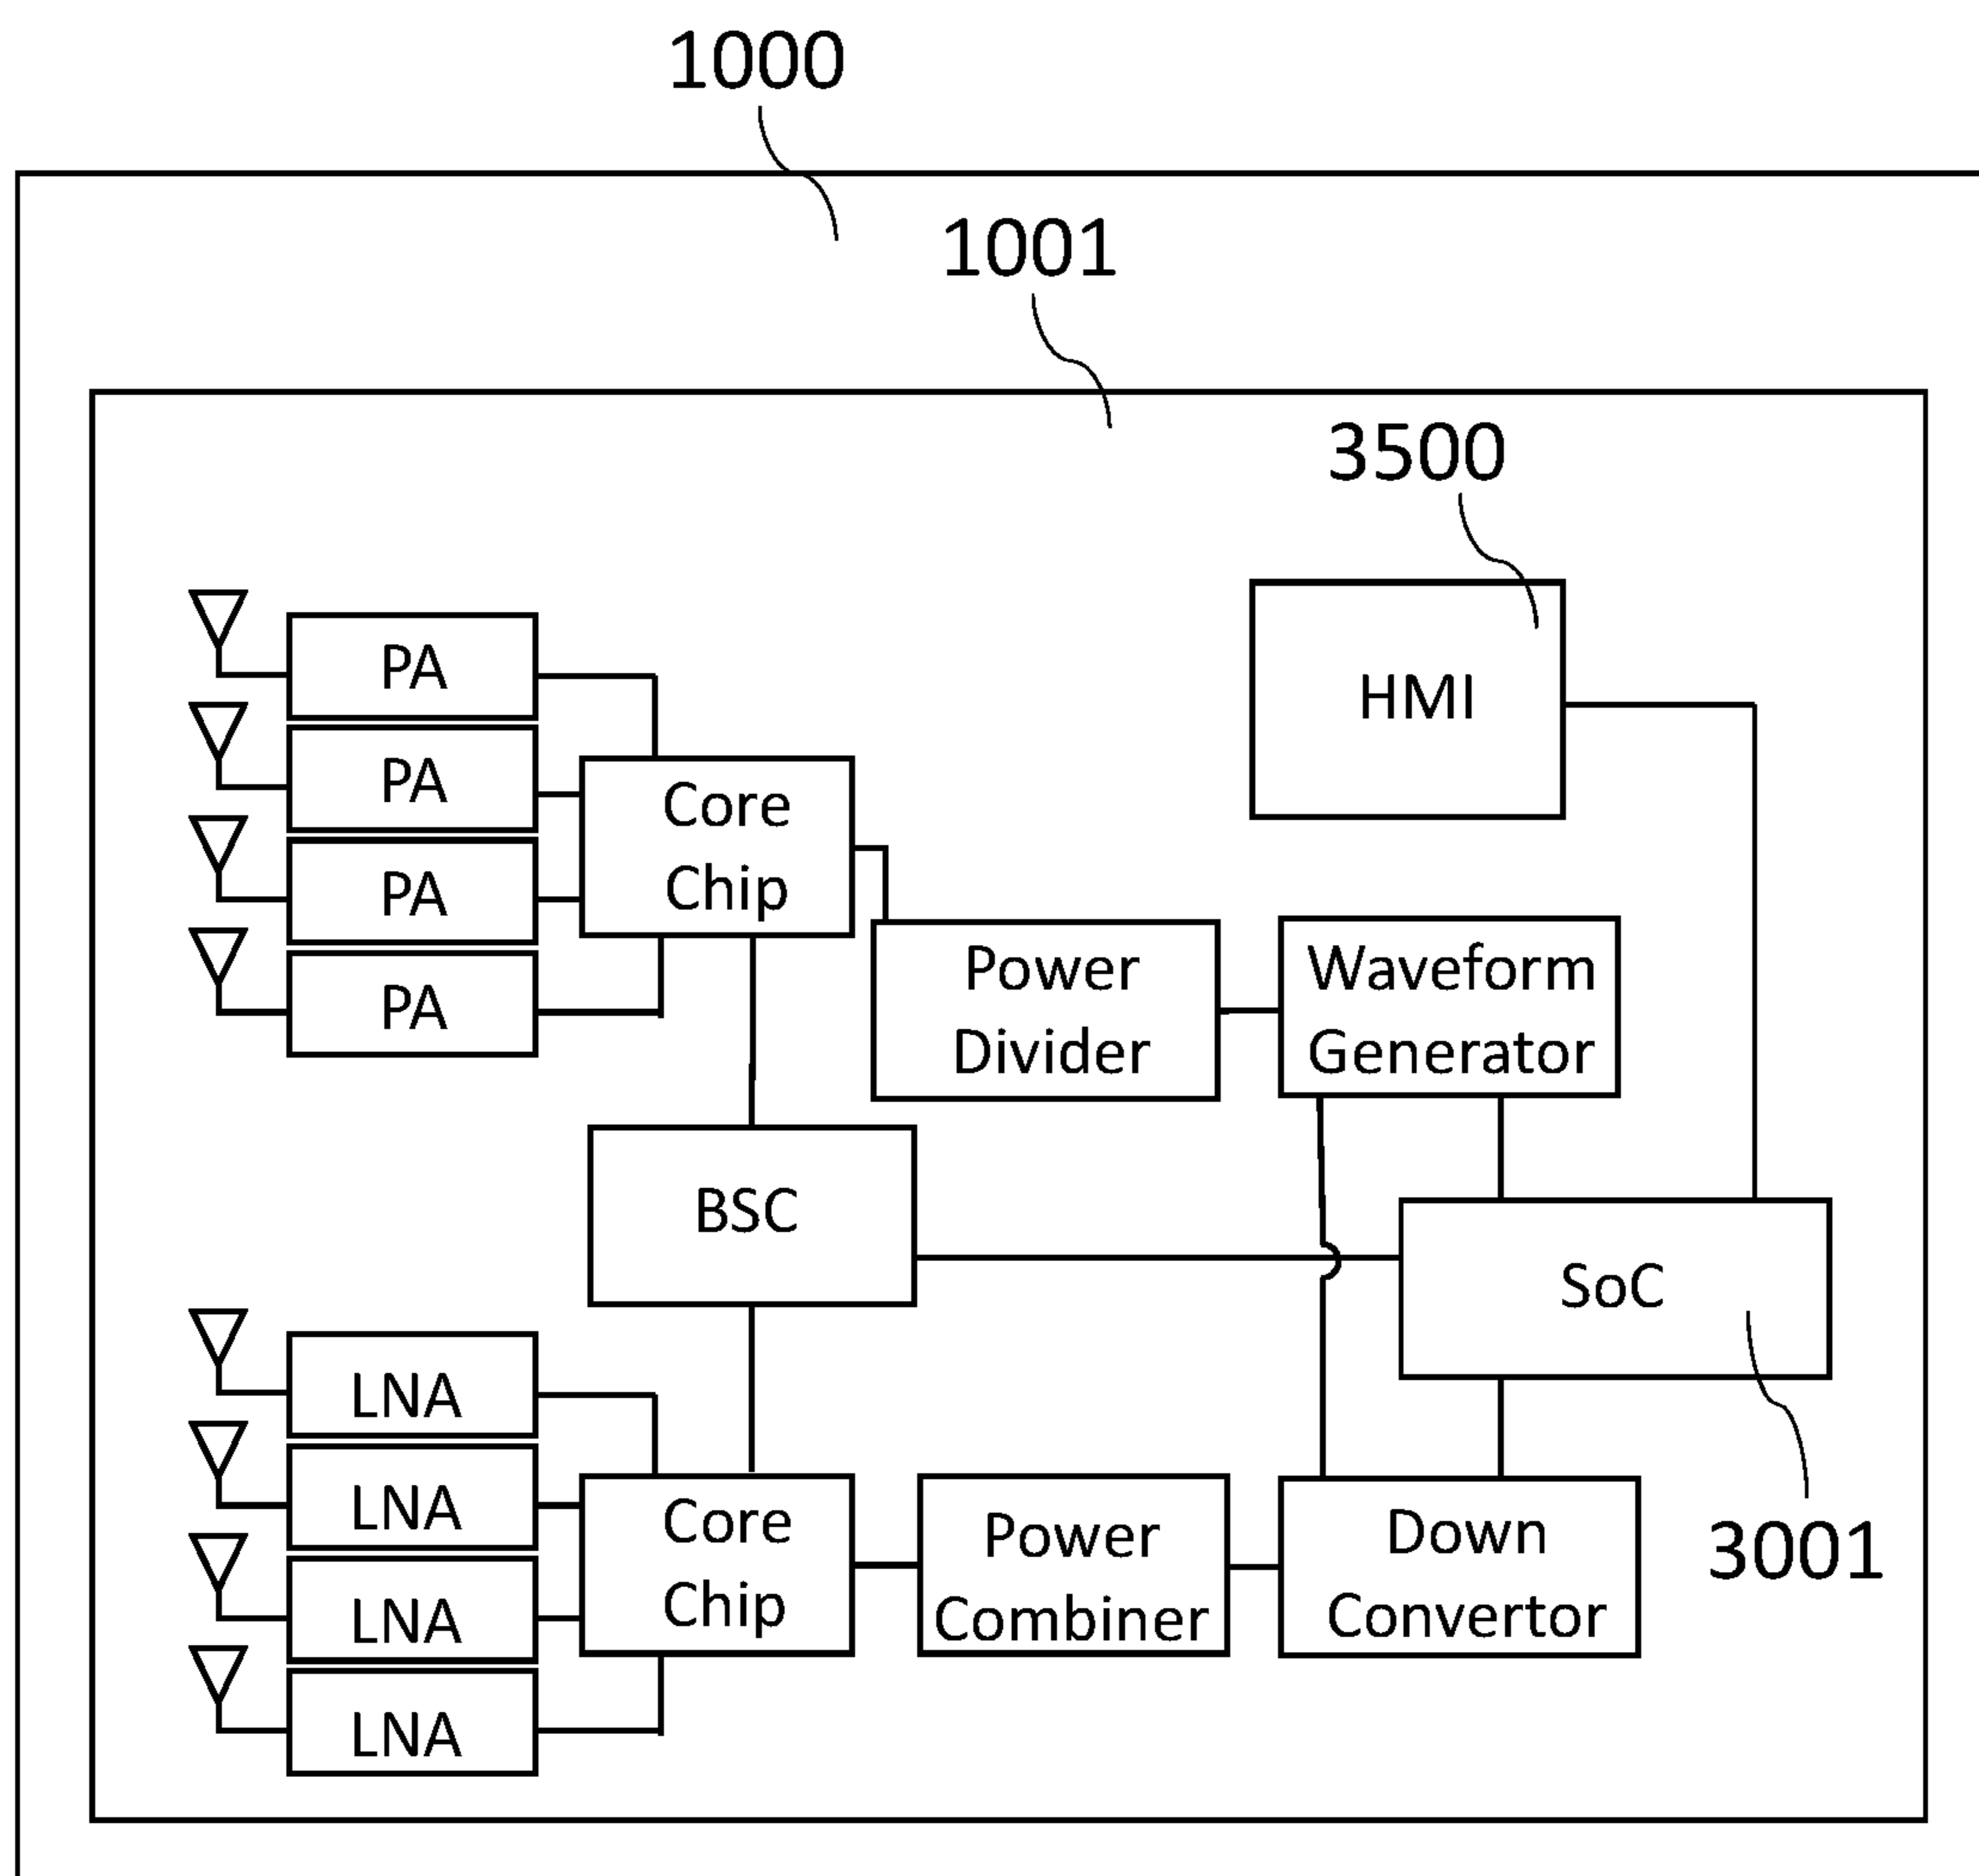 1000
1001
3500
PA
PA
PA
PA
Core
Chip
HMI
Power
Divider
Waveform
Generator
BSC
SoC
3001
LNA
LNA
LNA
LNA
Core
Chip
Power
Combiner
Down
Convertor